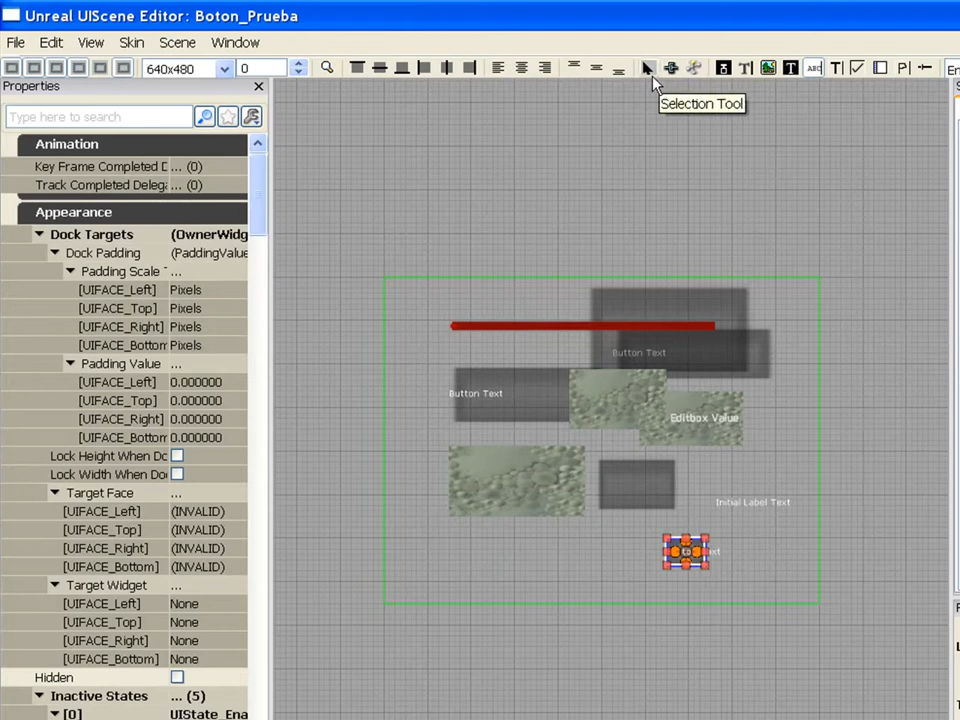 Unreal UIScene Editor: Boton_Prueba
File Edit View Skin Scene Window
640x480 0
Properties
Selection Tool
Type here to search
Animation
Key Frame Completed D ... (0)
Track Completed Deleg ... (0)
Appearance
Dock Targets (OwnerWidg
Dock Padding (PaddingValue
Padding Scale T ...
[UIFACE_Left] Pixels
[UIFACE_Top] Pixels
[UIFACE_Right] Pixels
[UIFACE_Bottom Pixels
Padding Value ...
[UIFACE_Left] 0.000000
[UIFACE_Top] 0.000000
[UIFACE_Right] 0.000000
[UIFACE_Bottom 0.000000
Lock Height When Do
Lock Width When Do
Target Face ...
[UIFACE_Left] (INVALID)
[UIFACE_Top] (INVALID)
[UIFACE_Right] (INVALID)
[UIFACE_Bottom] (INVALID)
Target Widget ...
[UIFACE_Left] None
[UIFACE_Top] None
[UIFACE_Right] None
[UIFACE_Bottom] None
Hidden
Inactive States ... (5)
[0] UIState_Ena
Button Text
Button Text
Editbox Value
Initial Label Text